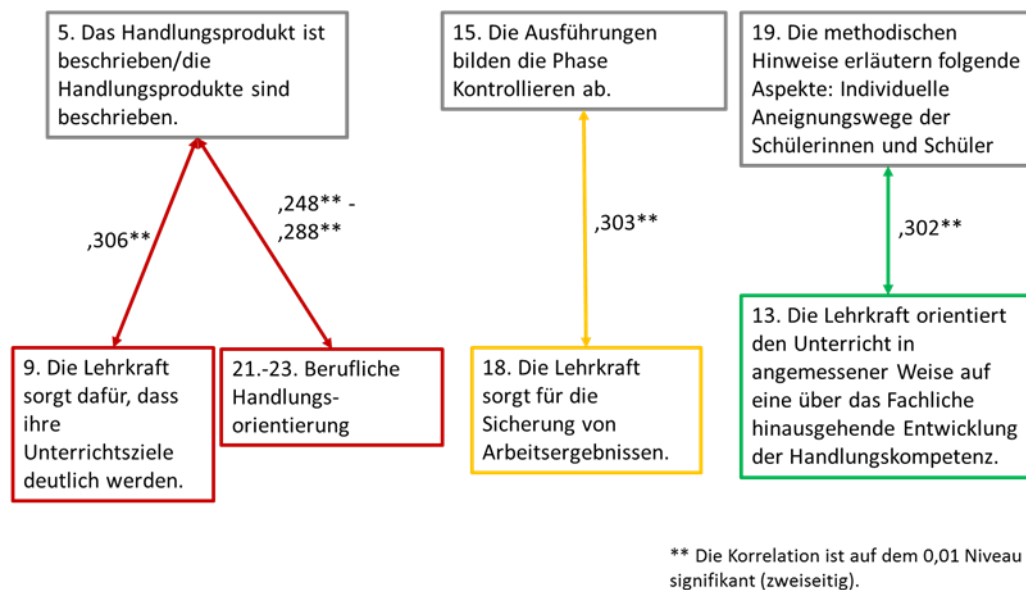 5. Das Handlungsprodukt ist
beschrieben/die
Handlungsprodukte sind
beschrieben.
15. Die Ausführungen
bilden die Phase
Kontrollieren ab.
19. Die methodischen
Hinweise erläutern folgende
Aspekte: Individuelle
Aneignungswege der
Schülerinnen und Schüler
,306**
,248** -
,288**
,303**
,302**
9. Die Lehrkraft
sorgt dafür, dass
ihre
Unterrichtsziele
deutlich werden.
21.-23. Berufliche
Handlungs-
orientierung
18. Die Lehrkraft
sorgt für die
Sicherung von
Arbeitsergebnissen.
13. Die Lehrkraft orientiert
den Unterricht in
angemessener Weise auf
eine über das Fachliche
hinausgehende Entwicklung
der Handlungskompetenz.
** Die Korrelation ist auf dem 0,01 Niveau
signifikant (zweiseitig).